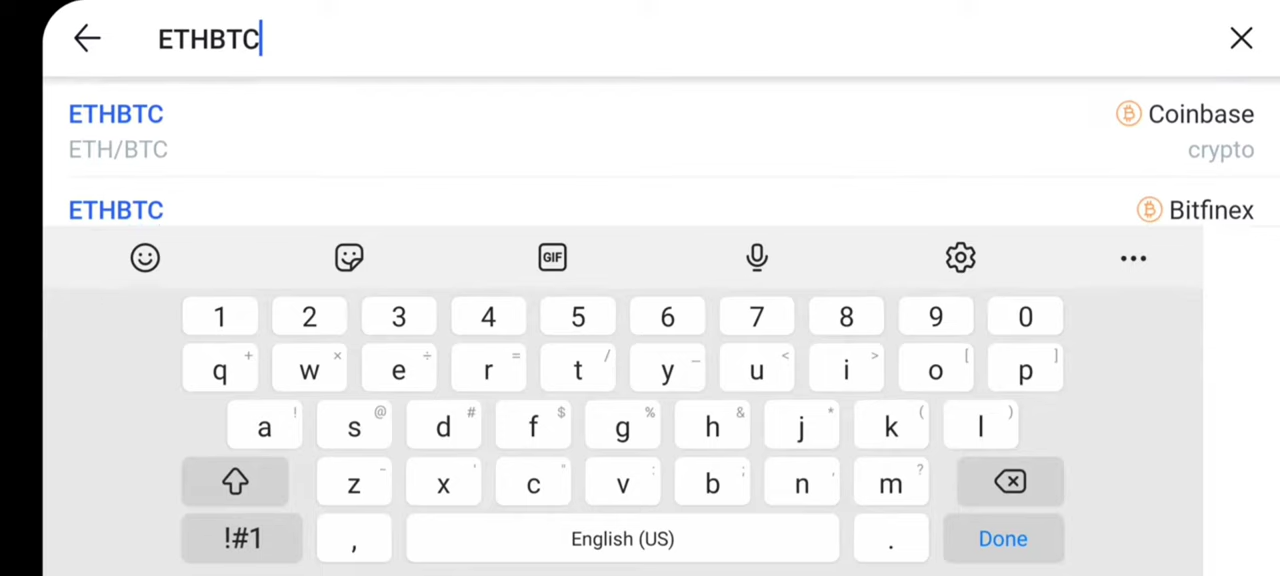 ETHBTC
ETHBTC Coinbase
ETH/BTC crypto
ETHBTC Bitfinex
GIF
1 2 3 4 5 6 7 8 9 0
q + w × e ÷ r = t / y _ u < i > o [ p ]
a ! s @ d # f $ g % h & j * k ( l )
z - x ' c " v : b ; n , m ?
!#1 , English (US) . Done